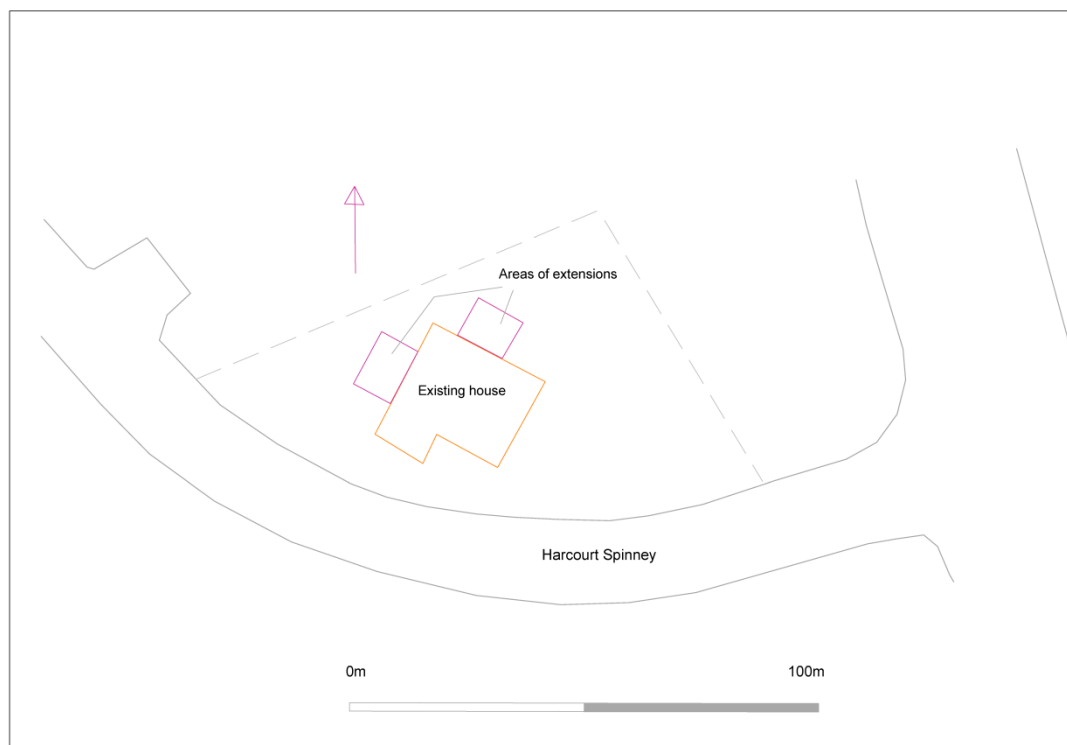 Areas of extensions
Existing house
Harcourt Spinney
0m 100m